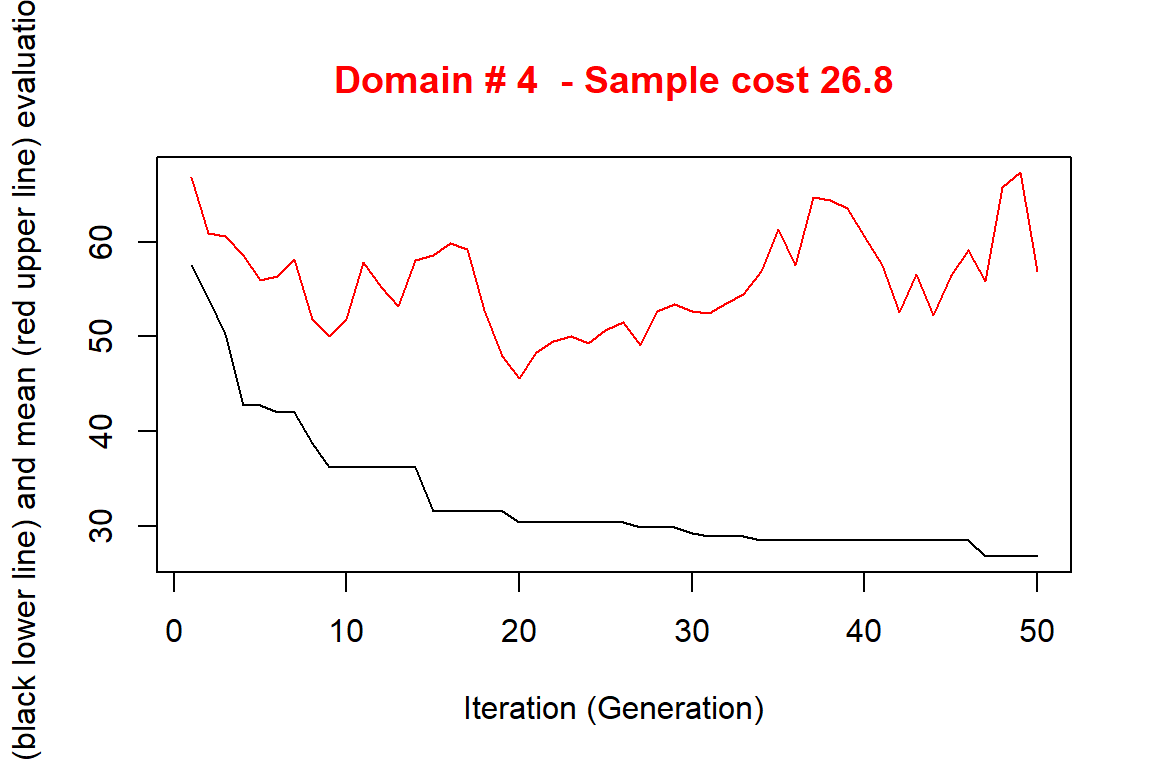 Domain # 4  - Sample cost 26.8
(black lower line) and mean (red upper line) evaluatio
60
50
40
30
0 10 20 30 40 50
Iteration (Generation)